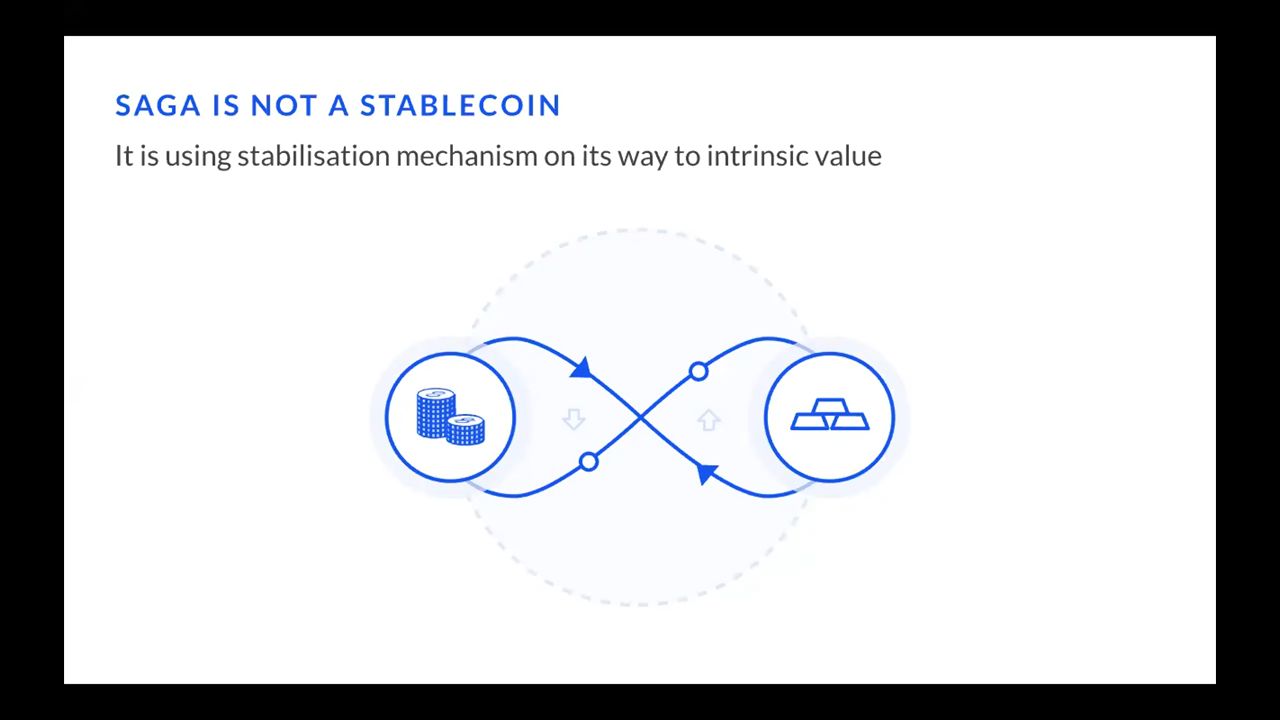 SAGA IS NOT A STABLECOIN
It is using stabilisation mechanism on its way to intrinsic value